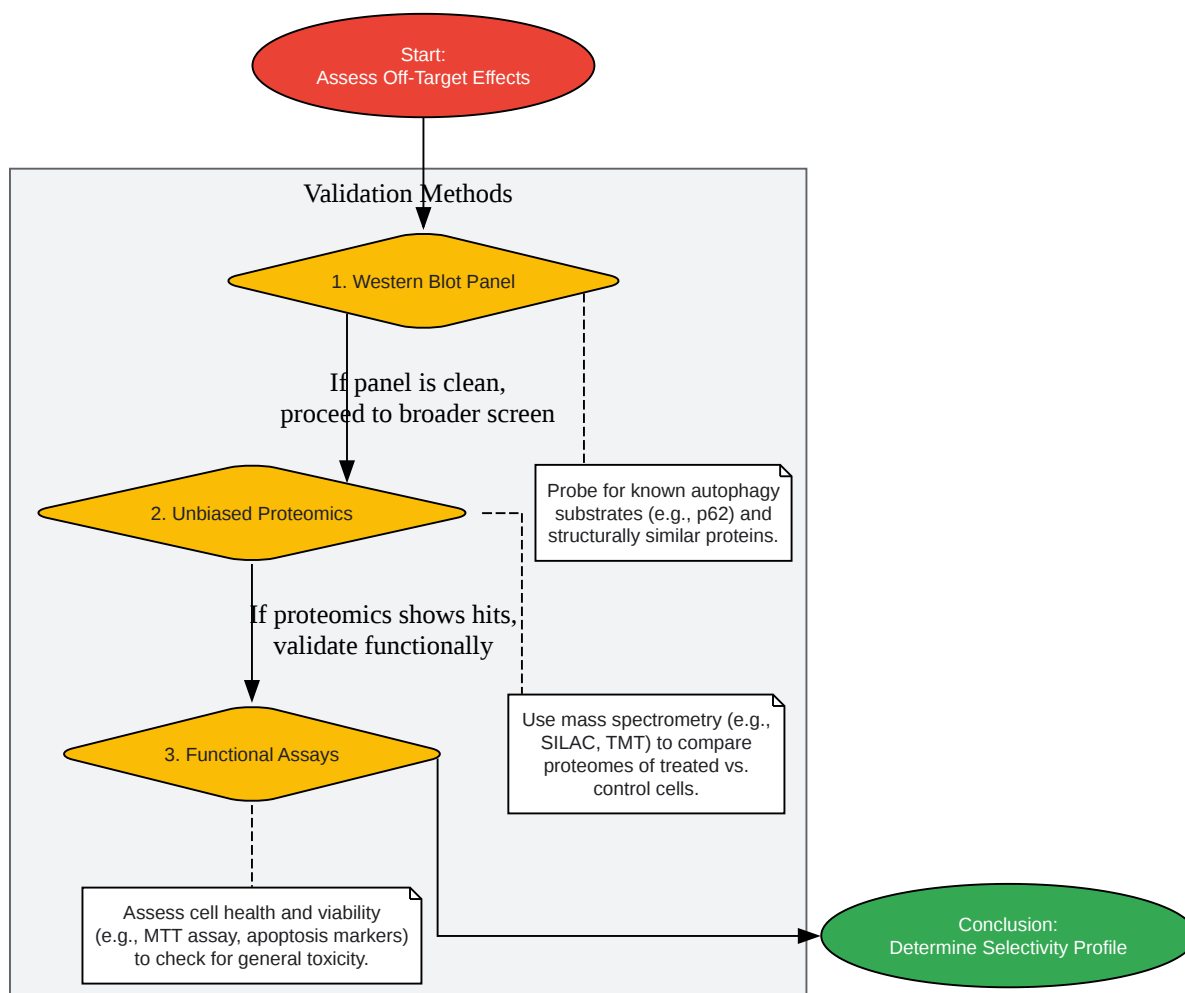 Start:
Assess Off-Target Effects
Validation Methods
1. Western Blot Panel
If panel is clean,
proceed to broader screen
Probe for known autophagy
substrates (e.g., p62) and
structurally similar proteins.
2. Unbiased Proteomics
If proteomics shows hits,
validate functionally
Use mass spectrometry (e.g.,
SILAC, TMT) to compare
proteomes of treated vs.
control cells.
3. Functional Assays
Assess cell health and viability
(e.g., MTT assay, apoptosis markers)
to check for general toxicity.
Conclusion:
Determine Selectivity Profile